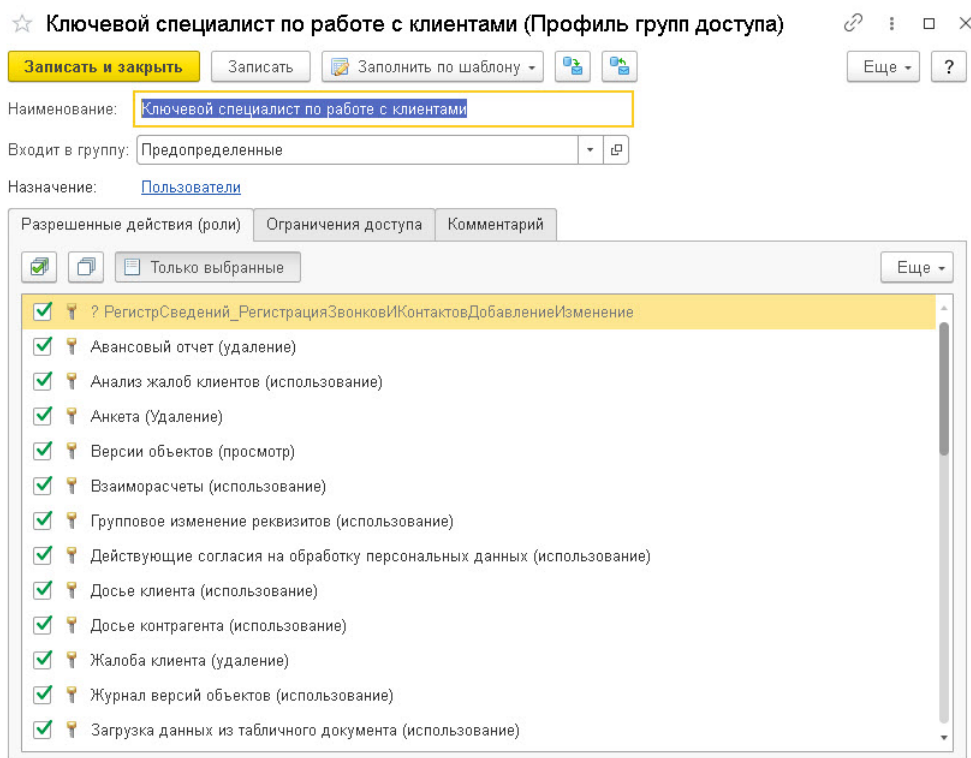 Ключевой специалист по работе с клиентами (Профиль групп доступа)
Записать и закрыть Записать Заполнить по шаблону Еще ?
Наименование: Ключевой специалист по работе с клиентами
Входит в группу: Предопределенные
Назначение: Пользователи
Разрешенные действия (роли) Ограничения доступа Комментарий
Только выбранные Еще
? РегистрСведений_РегистрацияЗвонковИКонтактовДобавлениеИзменение
Авансовый отчет (удаление)
Анализ жалоб клиентов (использование)
Анкета (Удаление)
Версии объектов (просмотр)
Взаиморасчеты (использование)
Групповое изменение реквизитов (использование)
Действующие согласия на обработку персональных данных (использование)
Досье клиента (использование)
Досье контрагента (использование)
Жалоба клиента (удаление)
Журнал версий объектов (использование)
Загрузка данных из табличного документа (использование)